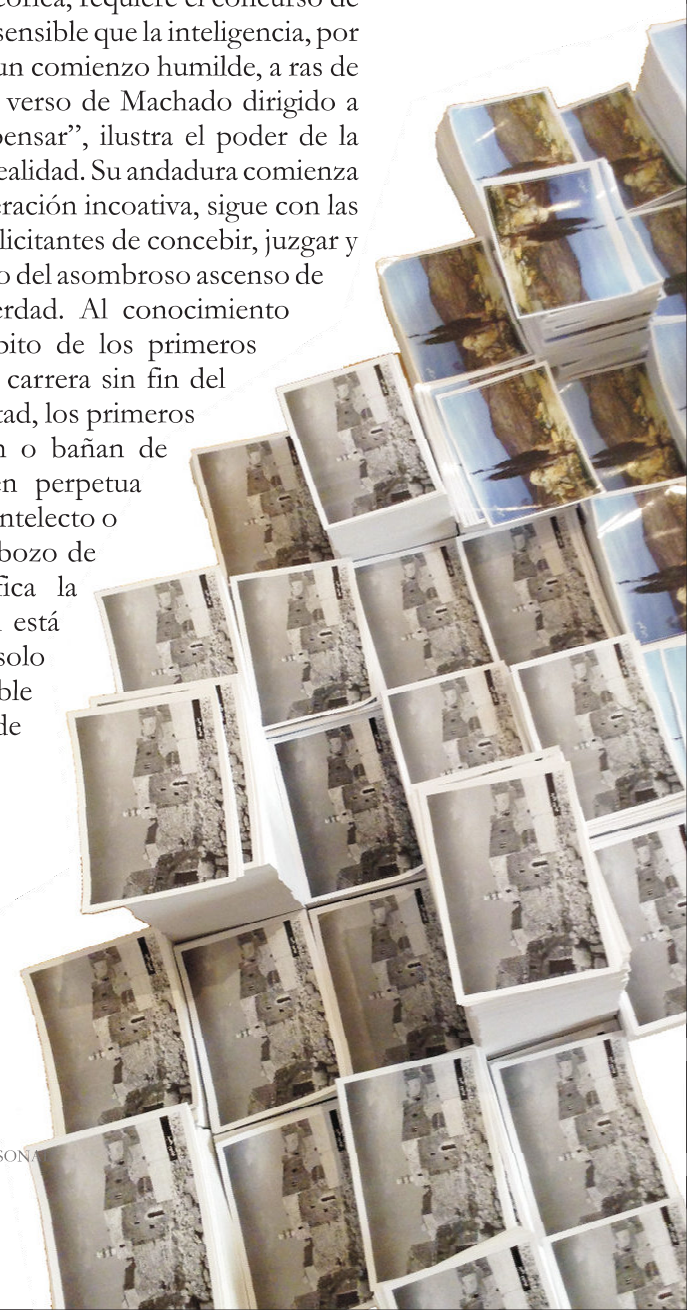 requiere el concurso de
sensible que la inteligencia, por
un comienzo humilde, a ras de
verso de Machado dirigido a
pensar”, ilustra el poder de la
ealidad. Su andadura comienza
eración incoativa, sigue con las
licitantes de concebir, juzgar y
o del asombroso ascenso de
erdad. Al conocimiento
bito de los primeros
carrera sin fin del
tad, los primeros
n o bañan de
en perpetua
ntelecto o
bozo de
fica la
está
solo
ble
de
SONA